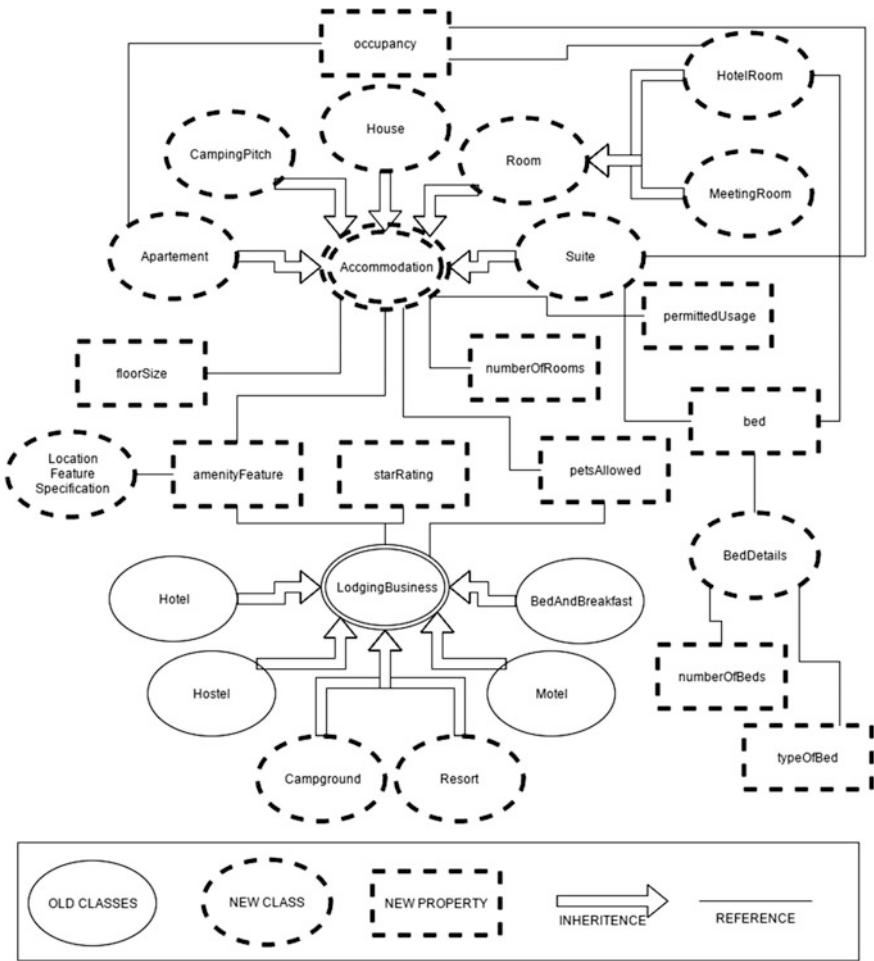 occupancy
HotelRoom
House
CampingPitch
Room
MeetingRoom
Apartement
Accommodation
Suite
permittedUsage
floorSize
numberOfRooms
bed
Location
Feature
Specification
amenityFeature
starRating
petsAllowed
BedDetails
Hotel
LodgingBusiness
BedAndBreakfast
Hostel
Motel
numberOfBeds
typeOfBed
Campground
Resort
OLD CLASSES
NEW CLASS
NEW PROPERTY
INHERITENCE
REFERENCE